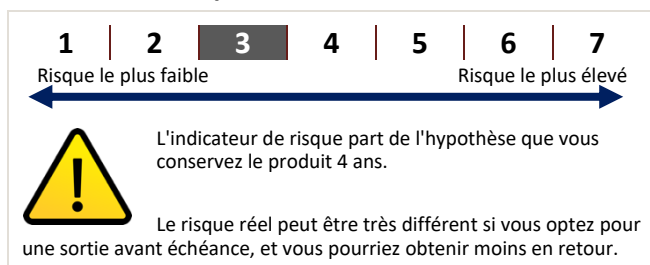 1 2 3 4 5 6 7
Risque le plus faible Risque le plus élevé
L'indicateur de risque part de l'hypothèse que vous
conservez le produit 4 ans.
Le risque réel peut être très différent si vous optez pour
une sortie avant échéance, et vous pourriez obtenir moins en retour.